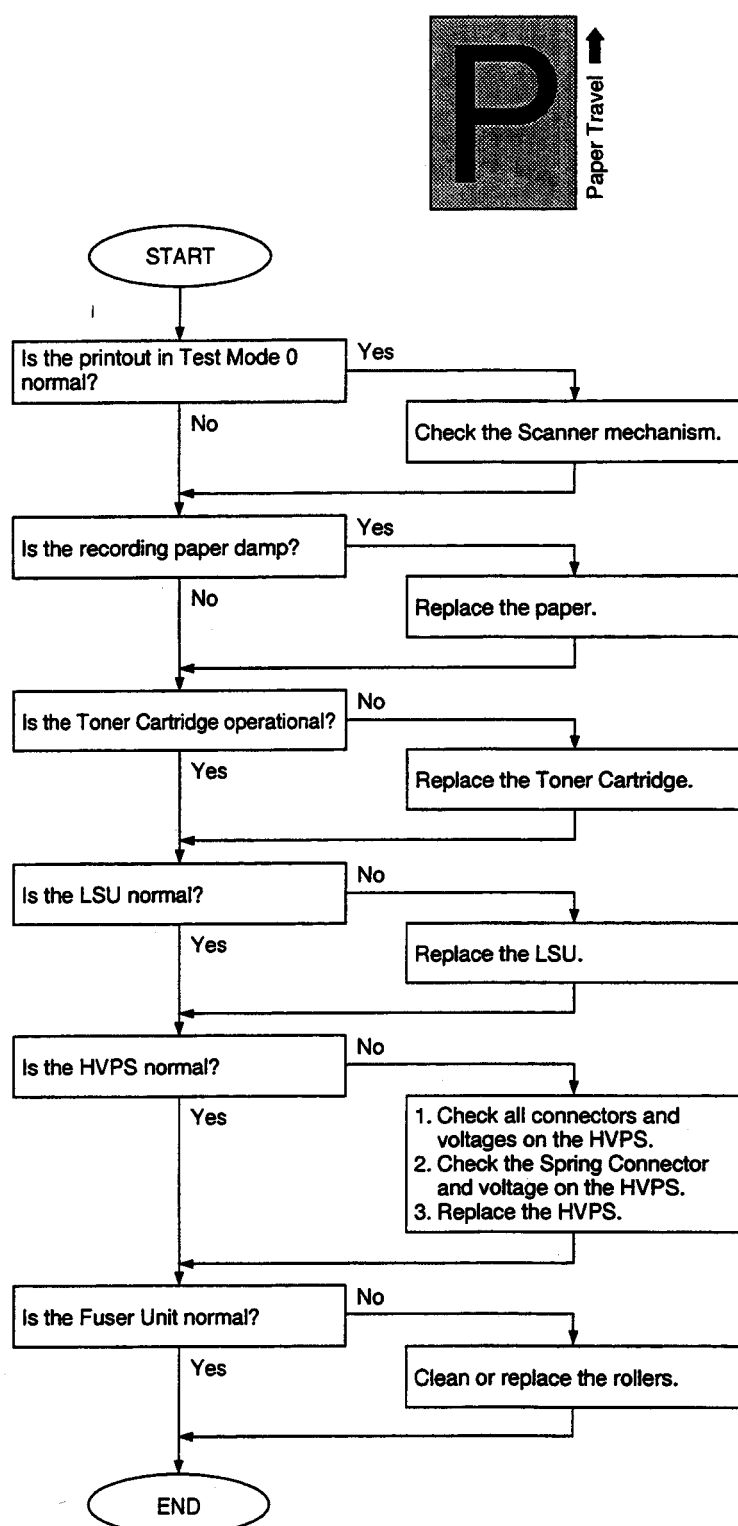 P
Paper Travel
START
Is the printout in Test Mode 0
normal?
Yes
No
Check the Scanner mechanism.
Is the recording paper damp?
Yes
No
Replace the paper.
Is the Toner Cartridge operational?
No
Yes
Replace the Toner Cartridge.
Is the LSU normal?
No
Yes
Replace the LSU.
Is the HVPS normal?
No
Yes
1. Check all connectors and
voltages on the HVPS.
2. Check the Spring Connector
and voltage on the HVPS.
3. Replace the HVPS.
Is the Fuser Unit normal?
No
Yes
Clean or replace the rollers.
END